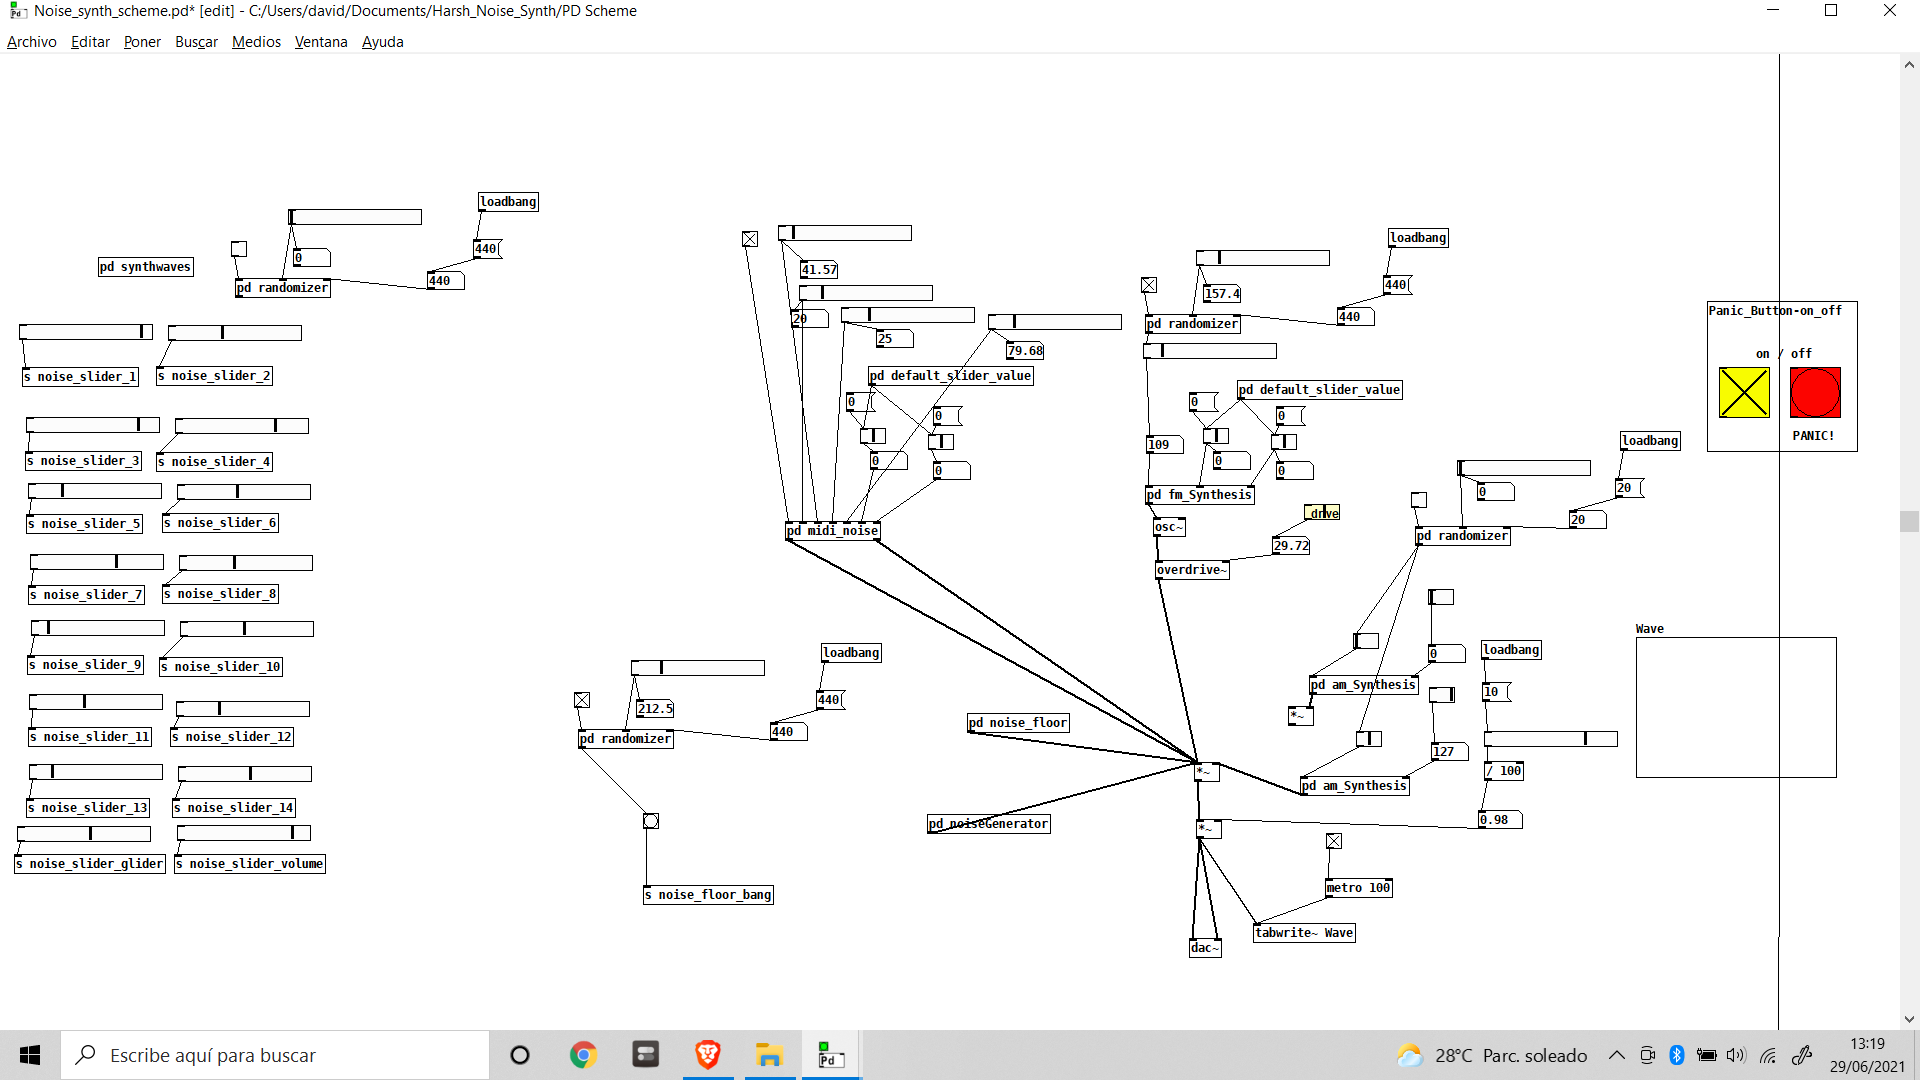 Noise_synth_scheme.pd* [edit] - C:/Users/david/Documents/Harsh_Noise_Synth/PD Scheme
Archivo Editar Poner Buscar Medios Ventana Ayuda
pd synthwaves
0
loadbang
440
440
pd randomizer
s noise_slider_1
s noise_slider_2
s noise_slider_3
s noise_slider_4
s noise_slider_5
s noise_slider_6
s noise_slider_7
s noise_slider_8
s noise_slider_9
s noise_slider_10
s noise_slider_11
s noise_slider_12
s noise_slider_13
s noise_slider_14
s noise_slider_glider
s noise_slider_volume
41.57
20
25
79.68
pd default_slider_value
0
0
0
0
pd midi_noise
loadbang
157.4
440
440
pd randomizer
pd default_slider_value
0
0
109
0
0
pd fm_Synthesis
osc~
drive
29.72
overdrive~
loadbang
0
20
20
pd randomizer
0
pd am_Synthesis
*~
127
pd am_Synthesis
loadbang
10
/ 100
0.98
loadbang
212.5
440
440
pd randomizer
s noise_floor_bang
pd noise_floor
pd noiseGenerator
*~
*~
metro 100
tabwrite~ Wave
dac~
Panic_Button-on_off
on / off
PANIC!
Wave
Escribe aquí para buscar
Pd
28°C Parc. soleado
13:19
29/06/2021